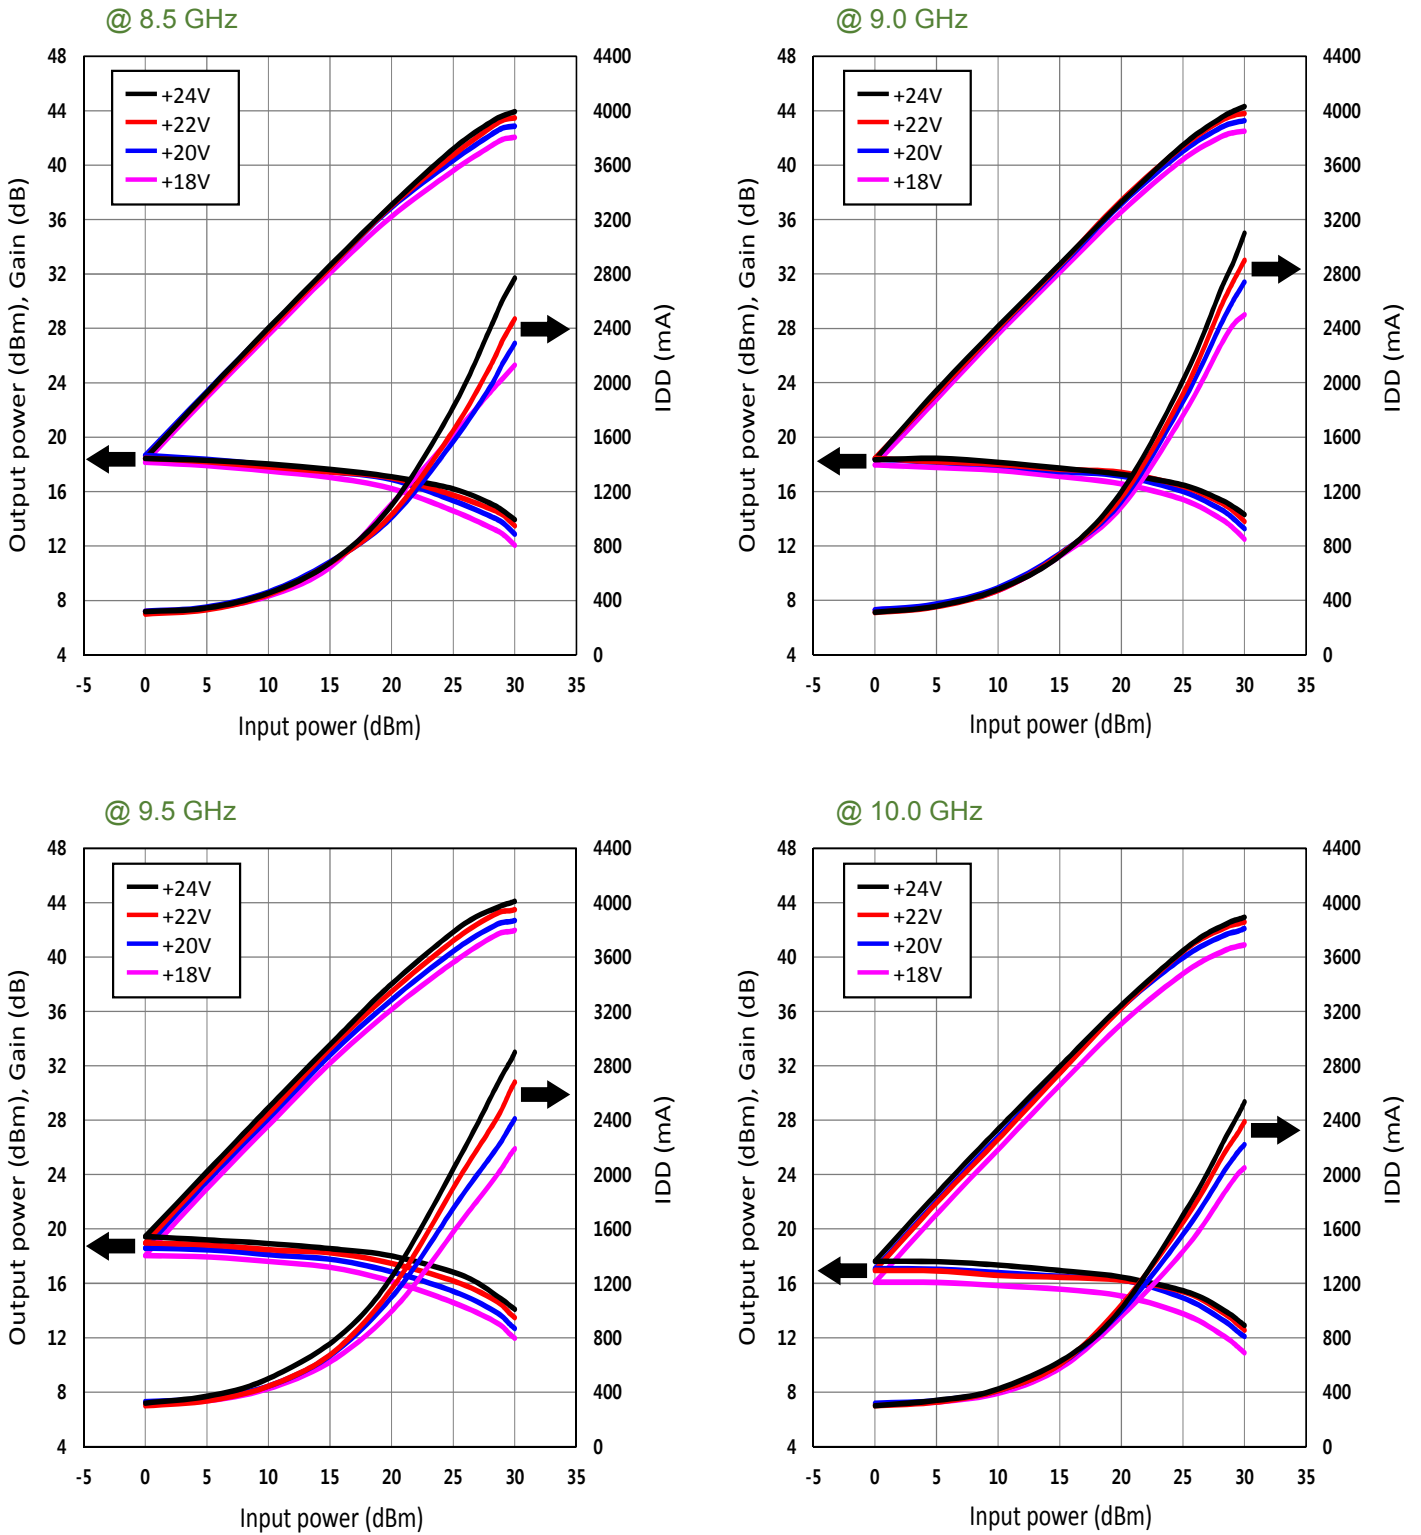 @ 8.5 GHz
48
44
40
36
32
28
24
20
16
12
8
4
4400
4000
3600
3200
2800
2400
2000
1600
1200
800
400
0
+24V
+22V
+20V
+18V
Output power (dBm), Gain (dB)
IDD (mA)
-5 0 5 10 15 20 25 30 35
Input power (dBm)
@ 9.0 GHz
48
44
40
36
32
28
24
20
16
12
8
4
4400
4000
3600
3200
2800
2400
2000
1600
1200
800
400
0
+24V
+22V
+20V
+18V
Output power (dBm), Gain (dB)
IDD (mA)
-5 0 5 10 15 20 25 30 35
Input power (dBm)
@ 9.5 GHz
48
44
40
36
32
28
24
20
16
12
8
4
4400
4000
3600
3200
2800
2400
2000
1600
1200
800
400
0
+24V
+22V
+20V
+18V
Output power (dBm), Gain (dB)
IDD (mA)
-5 0 5 10 15 20 25 30 35
Input power (dBm)
@ 10.0 GHz
48
44
40
36
32
28
24
20
16
12
8
4
4400
4000
3600
3200
2800
2400
2000
1600
1200
800
400
0
+24V
+22V
+20V
+18V
Output power (dBm), Gain (dB)
IDD (mA)
-5 0 5 10 15 20 25 30 35
Input power (dBm)